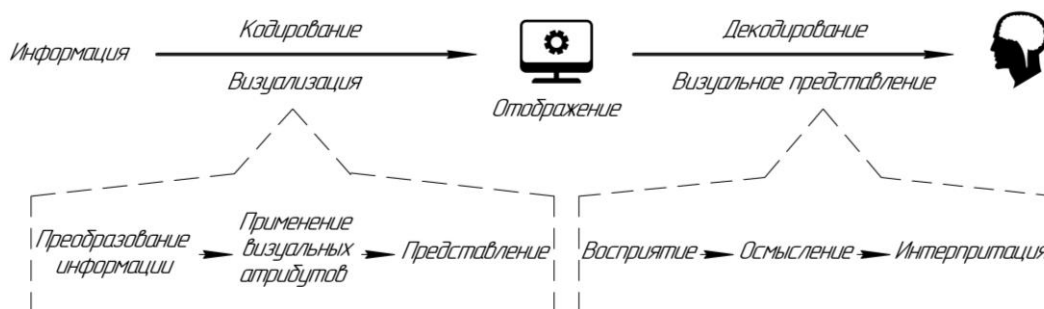 Информация
Кодирование
Визуализация
Отображение
Декодирование
Визуальное представление
Преобразование
информации
Применение
визуальных
атрибутов
Представление
Восприятие
Осмысление
Интерпритация